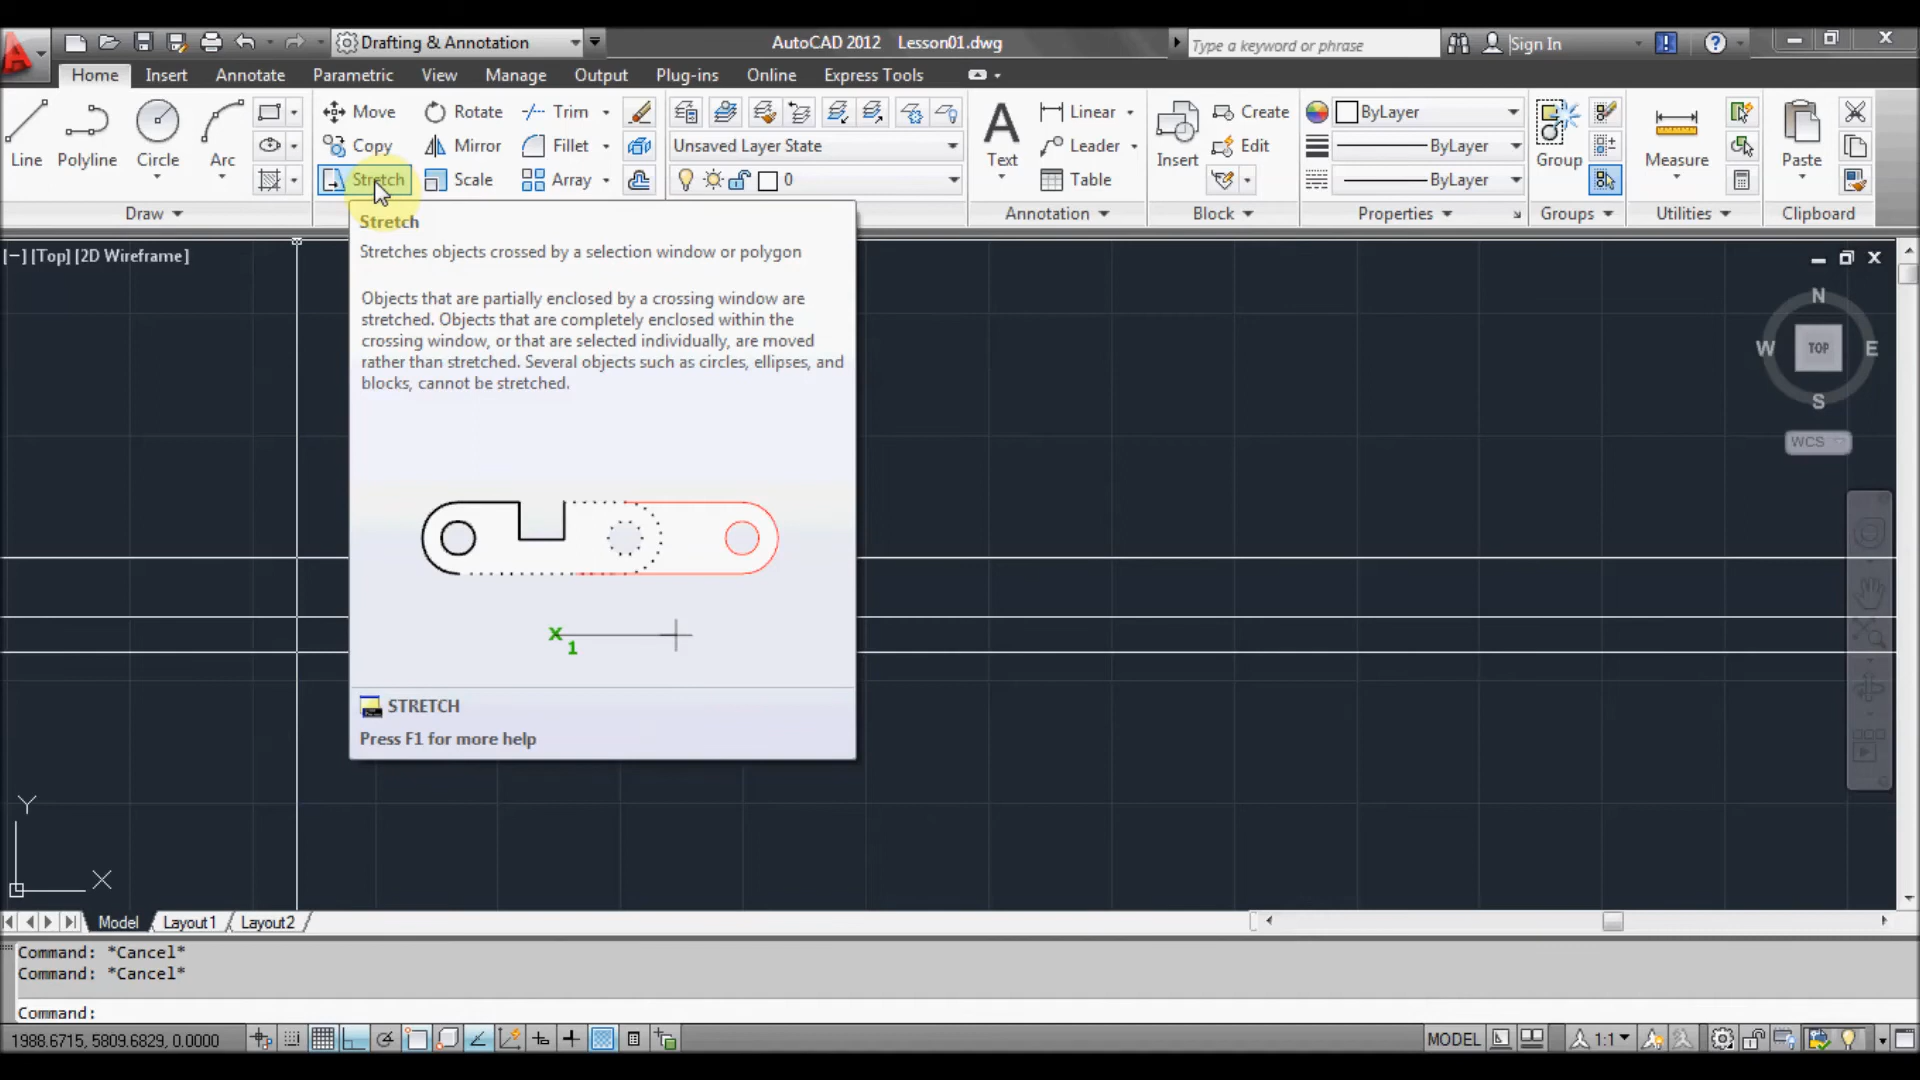 Drafting & Annotation
AutoCAD 2012 Lesson01.dwg
Type a keyword or phrase
Sign In
Home Insert Annotate Parametric View Manage Output Plug-ins Online Express Tools
Line Polyline Circle Arc
Move Rotate Trim
Copy Mirror Fillet
Stretch Scale Array
Unsaved Layer State
0
Text
Linear
Leader
Table
Insert
Create
Edit
ByLayer
ByLayer
ByLayer
Group
Measure
Paste
Draw Annotation Block Properties Groups Utilities Clipboard
Stretch
Stretches objects crossed by a selection window or polygon
Objects that are partially enclosed by a crossing window are
stretched. Objects that are completely enclosed within the
crossing window, or that are selected individually, are moved
rather than stretched. Several objects such as circles, ellipses, and
blocks, cannot be stretched.
1
STRETCH
Press F1 for more help
[−] [Top] [2D Wireframe]
N
W TOP E
S
WCS
Y
X
Model Layout1 Layout2
Command: *Cancel*
Command: *Cancel*
Command:
1988.6715, 5809.6829, 0.0000
MODEL
1:1